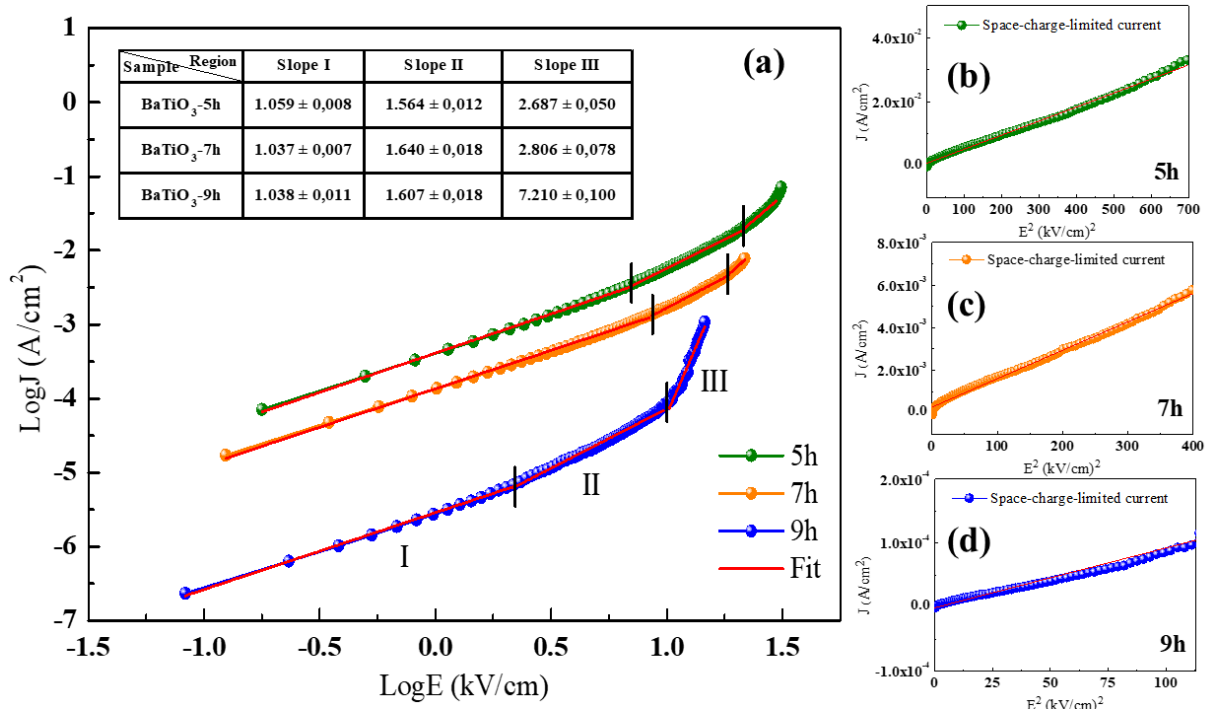 (a)
Sample Region Slope I Slope II Slope III
BaTiO3-5h 1.059 ± 0,008 1.564 ± 0,012 2.687 ± 0,050
BaTiO3-7h 1.037 ± 0,007 1.640 ± 0,018 2.806 ± 0,078
BaTiO3-9h 1.038 ± 0,011 1.607 ± 0,018 7.210 ± 0,100
LogJ (A/cm2)
1
0
-1
-2
-3
-4
-5
-6
-7
I
II
III
5h
7h
9h
Fit
-1.5 -1.0 -0.5 0.0 0.5 1.0 1.5
LogE (kV/cm)
Space-charge-limited current
(b)
5h
J (A/cm2)
4.0x10-2
2.0x10-2
0.0
0 100 200 300 400 500 600 700
E2 (kV/cm)2
Space-charge-limited current
(c)
7h
J (A/cm2)
8.0x10-3
6.0x10-3
4.0x10-3
2.0x10-3
0.0
0 100 200 300 400
E2 (kV/cm)2
Space-charge-limited current
(d)
9h
J (A/cm2)
2.0x10-4
1.0x10-4
0.0
-1.0x10-4
0 25 50 75 100
E2 (kV/cm)2